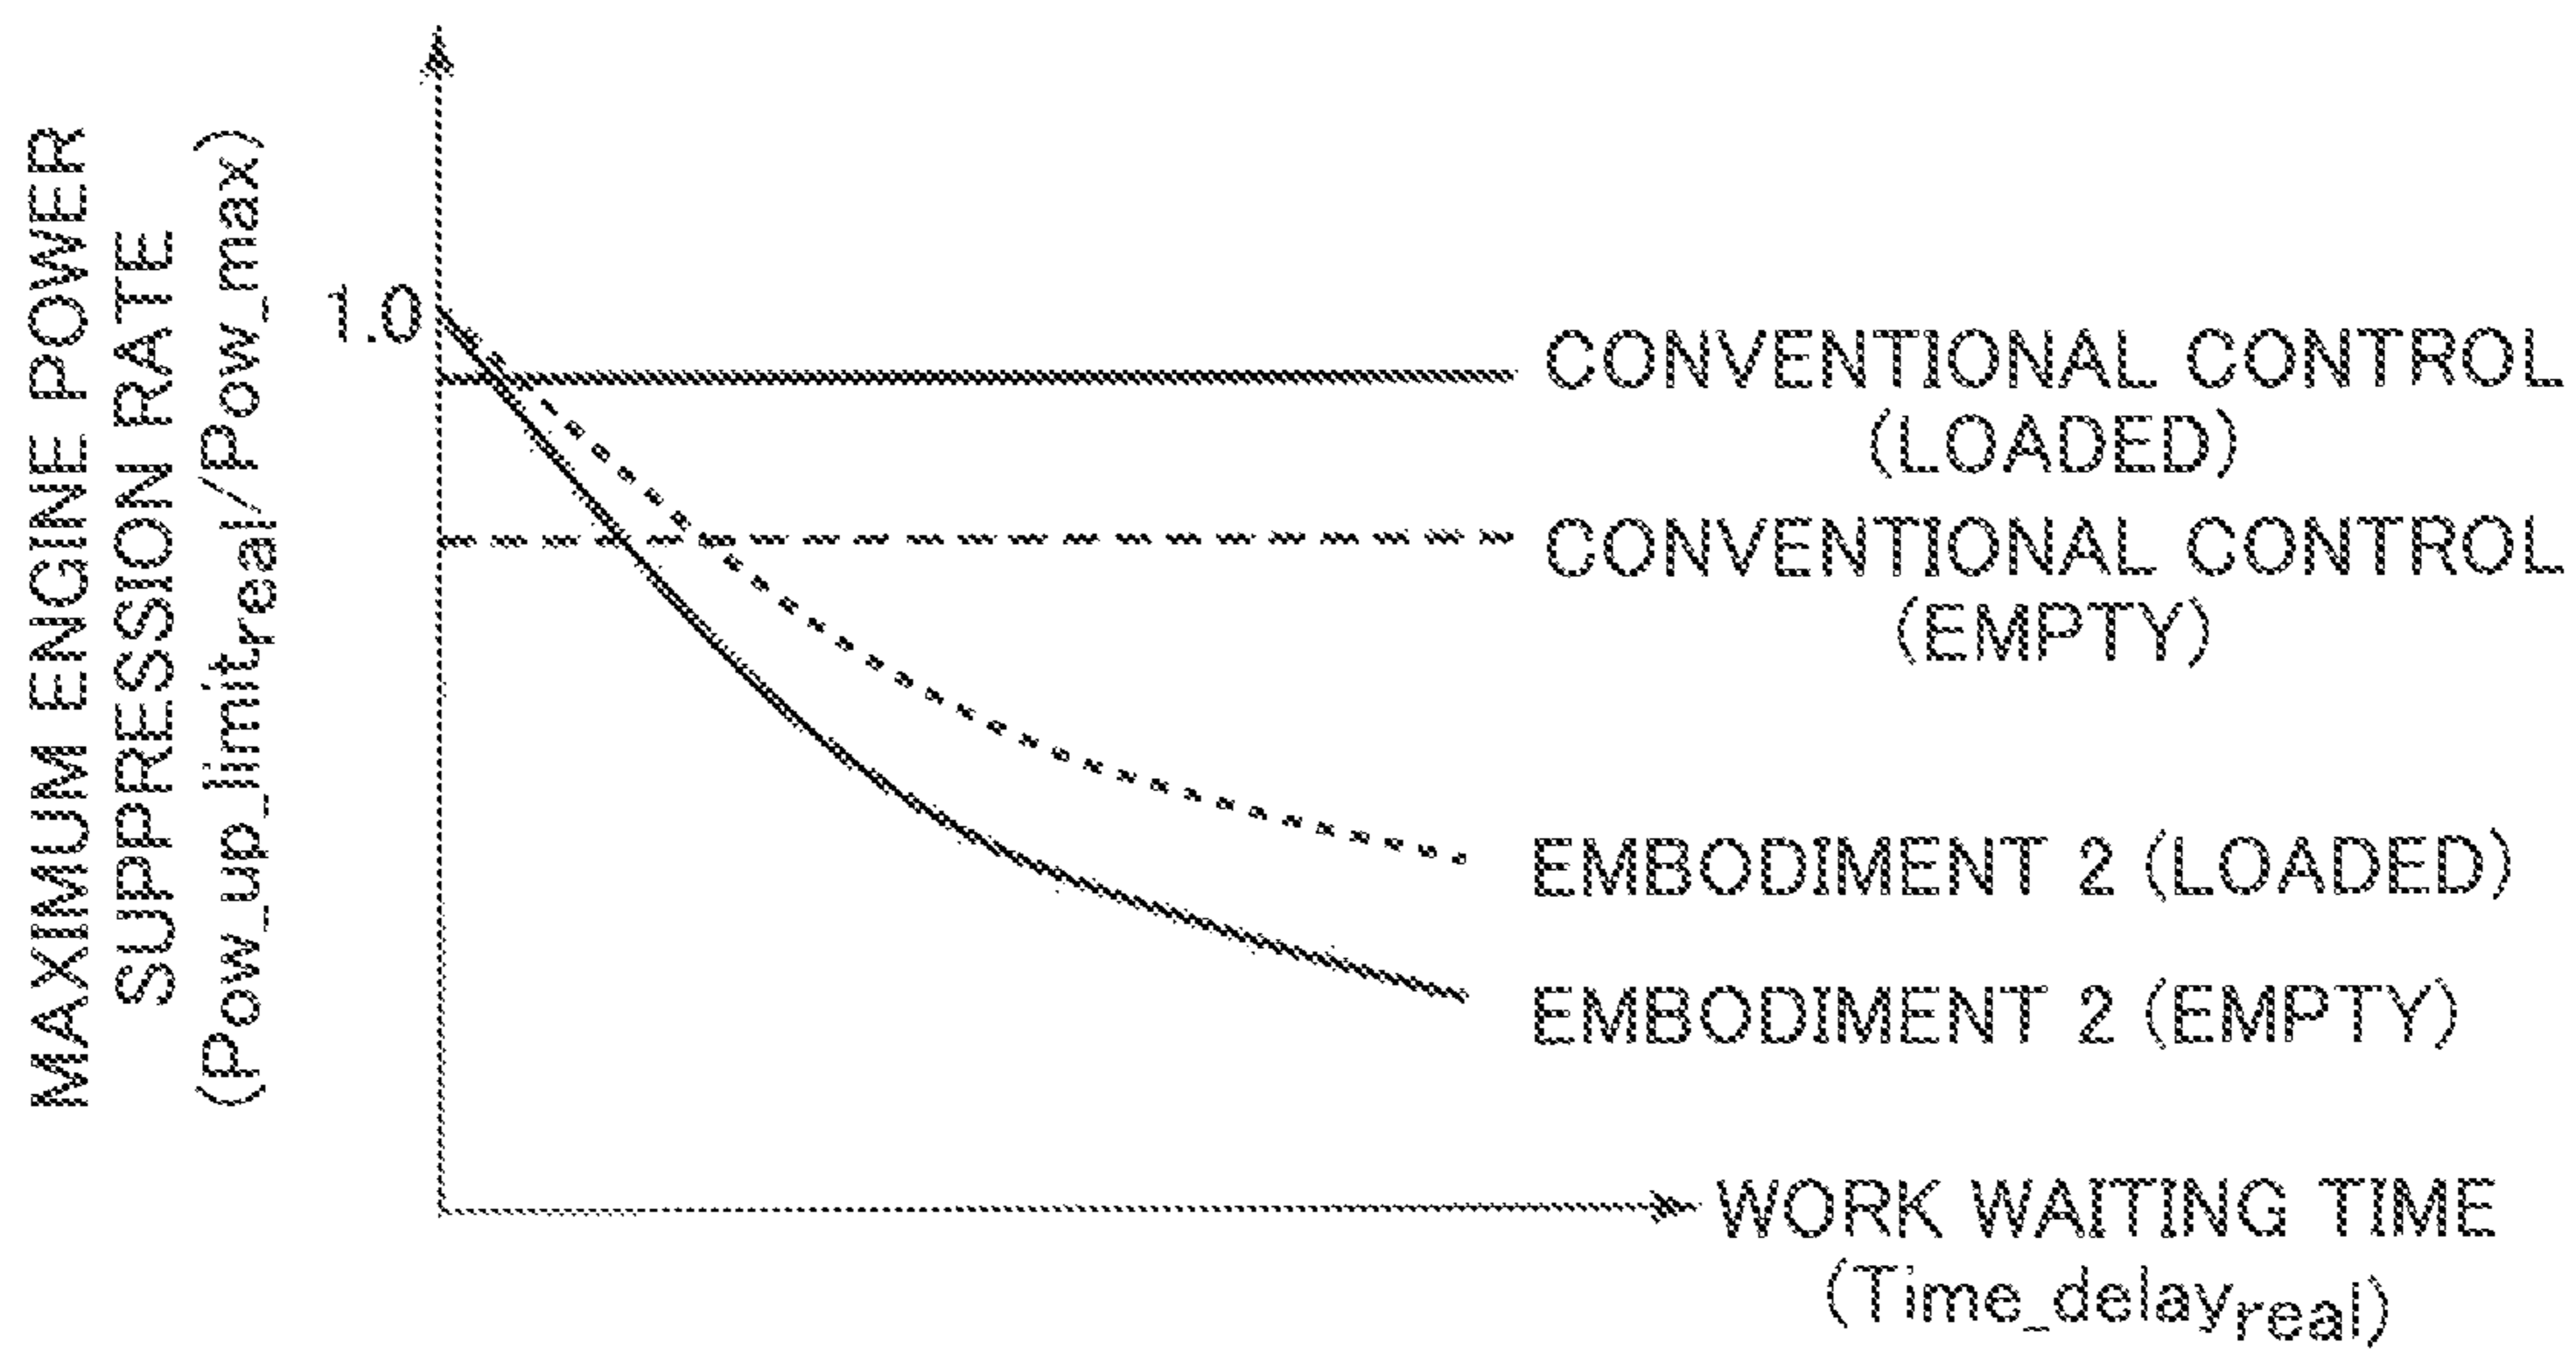 MAXIMUM ENGINE POWER
SUPPRESSION RATE
(Pow_up_limitreal/Pow_max)
1.0
CONVENTIONAL CONTROL
(LOADED)
CONVENTIONAL CONTROL
(EMPTY)
EMBODIMENT 2 (LOADED)
EMBODIMENT 2 (EMPTY)
WORK WAITING TIME
(Time_delayreal)